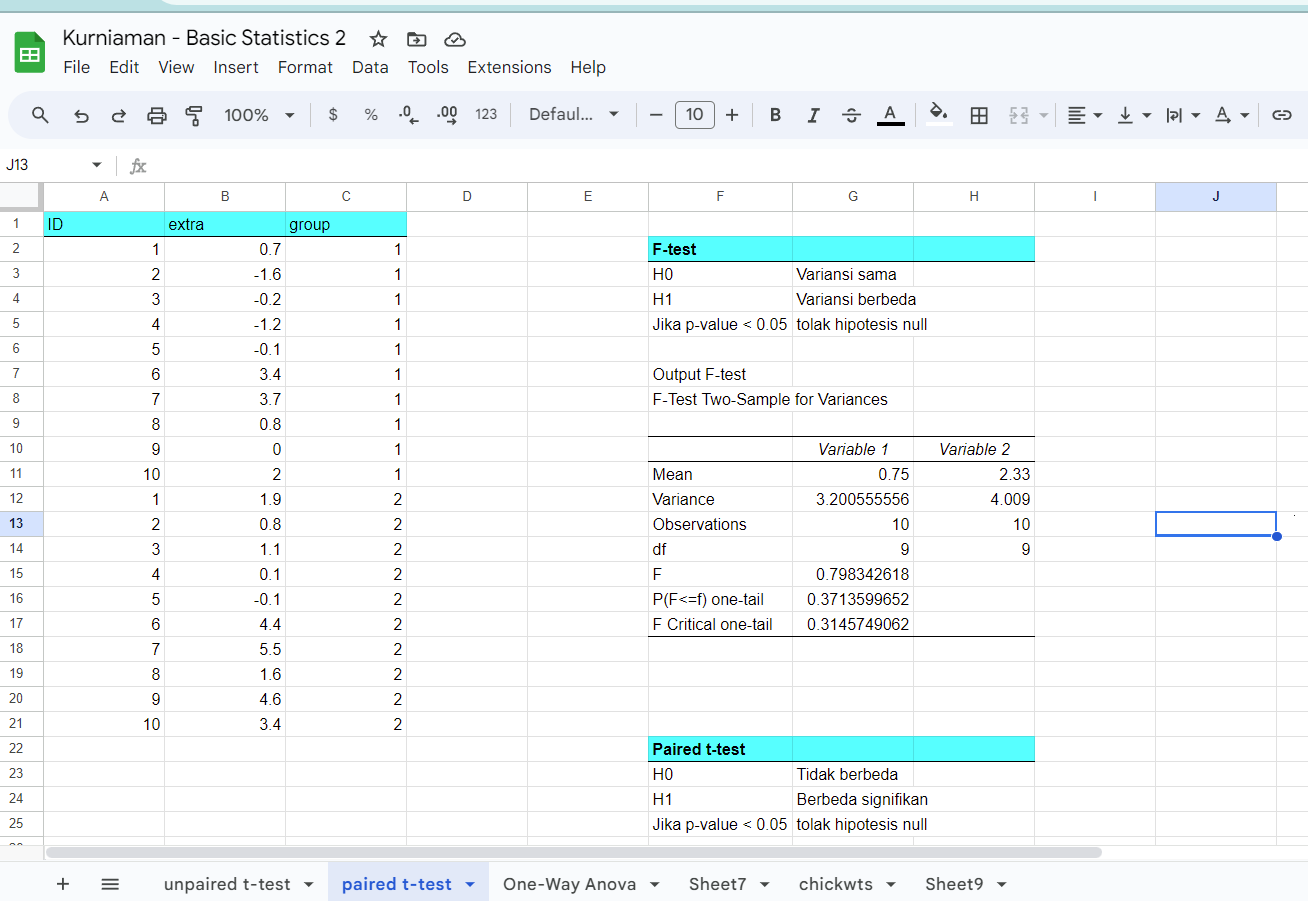 Kurniaman - Basic Statistics 2
File Edit View Insert Format Data Tools Extensions Help
100% $ % .0 .00 123 Defaul... 10 B I A
J13 fx
A B C D E F G H I J
1 ID extra group
2 1 0.7 1 F-test
3 2 -1.6 1 H0 Variansi sama
4 3 -0.2 1 H1 Variansi berbeda
5 4 -1.2 1 Jika p-value < 0.05 tolak hipotesis null
6 5 -0.1 1
7 6 3.4 1 Output F-test
8 7 3.7 1 F-Test Two-Sample for Variances
9 8 0.8 1
10 9 0 1 Variable 1 Variable 2
11 10 2 1 Mean 0.75 2.33
12 1 1.9 2 Variance 3.200555556 4.009
13 2 0.8 2 Observations 10 10
14 3 1.1 2 df 9 9
15 4 0.1 2 F 0.798342618
16 5 -0.1 2 P(F<=f) one-tail 0.3713599652
17 6 4.4 2 F Critical one-tail 0.3145749062
18 7 5.5 2
19 8 1.6 2
20 9 4.6 2
21 10 3.4 2
22 Paired t-test
23 H0 Tidak berbeda
24 H1 Berbeda signifikan
25 Jika p-value < 0.05 tolak hipotesis null
unpaired t-test paired t-test One-Way Anova Sheet7 chickwts Sheet9